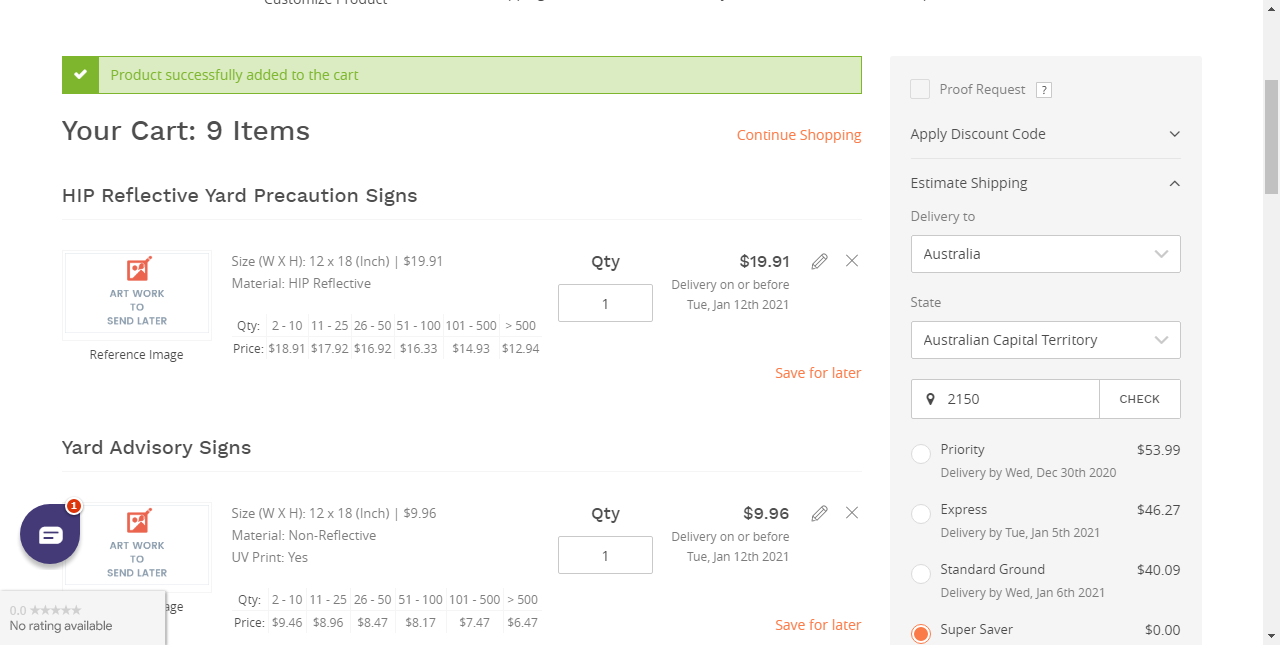 Customize Product
Product successfully added to the cart
Your Cart: 9 Items
Continue Shopping
HIP Reflective Yard Precaution Signs
ART WORK
TO
SEND LATER
Reference Image
Size (W X H): 12 x 18 (Inch) | $19.91
Material: HIP Reflective
Qty: 2 - 10 11 - 25 26 - 50 51 - 100 101 - 500 > 500
Price: $18.91 $17.92 $16.92 $16.33 $14.93 $12.94
Qty
1
$19.91
Delivery on or before
Tue, Jan 12th 2021
Save for later
Yard Advisory Signs
ART WORK
TO
SEND LATER
Size (W X H): 12 x 18 (Inch) | $9.96
Material: Non-Reflective
UV Print: Yes
Qty: 2 - 10 11 - 25 26 - 50 51 - 100 101 - 500 > 500
Price: $9.46 $8.96 $8.47 $8.17 $7.47 $6.47
Qty
1
$9.96
Delivery on or before
Tue, Jan 12th 2021
Save for later
1
0.0
No rating available
Proof Request ?
Apply Discount Code
Estimate Shipping
Delivery to
Australia
State
Australian Capital Territory
2150 CHECK
Priority $53.99
Delivery by Wed, Dec 30th 2020
Express $46.27
Delivery by Tue, Jan 5th 2021
Standard Ground $40.09
Delivery by Wed, Jan 6th 2021
Super Saver $0.00